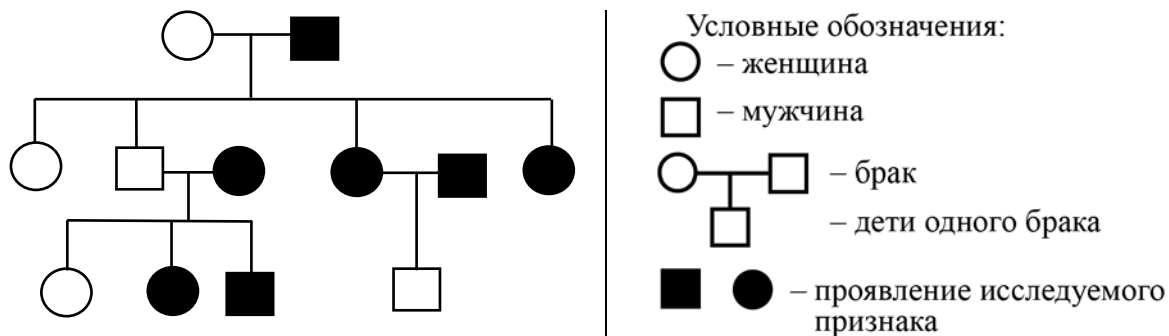 Условные обозначения:
– женщина
– мужчина
– брак
– дети одного брака
– проявление исследуемого
признака